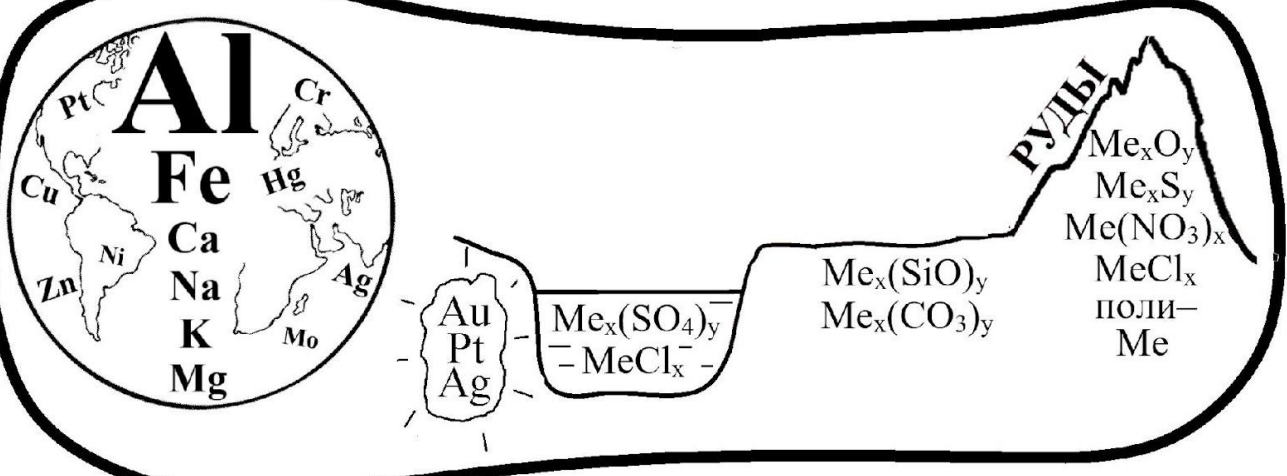 Al
Pt
Cr
Fe
Hg
Cu
Ca
Ni
Na
Zn
Ag
K
Mo
Mg
Au
Pt
Ag
Meₓ(SO₄)ᵧ
MeClₓ
Meₓ(SiO)ᵧ
Meₓ(CO₃)ᵧ
РУДЫ
MeₓOᵧ
MeₓSᵧ
Me(NO₃)ₓ
MeClₓ
поли–
Me